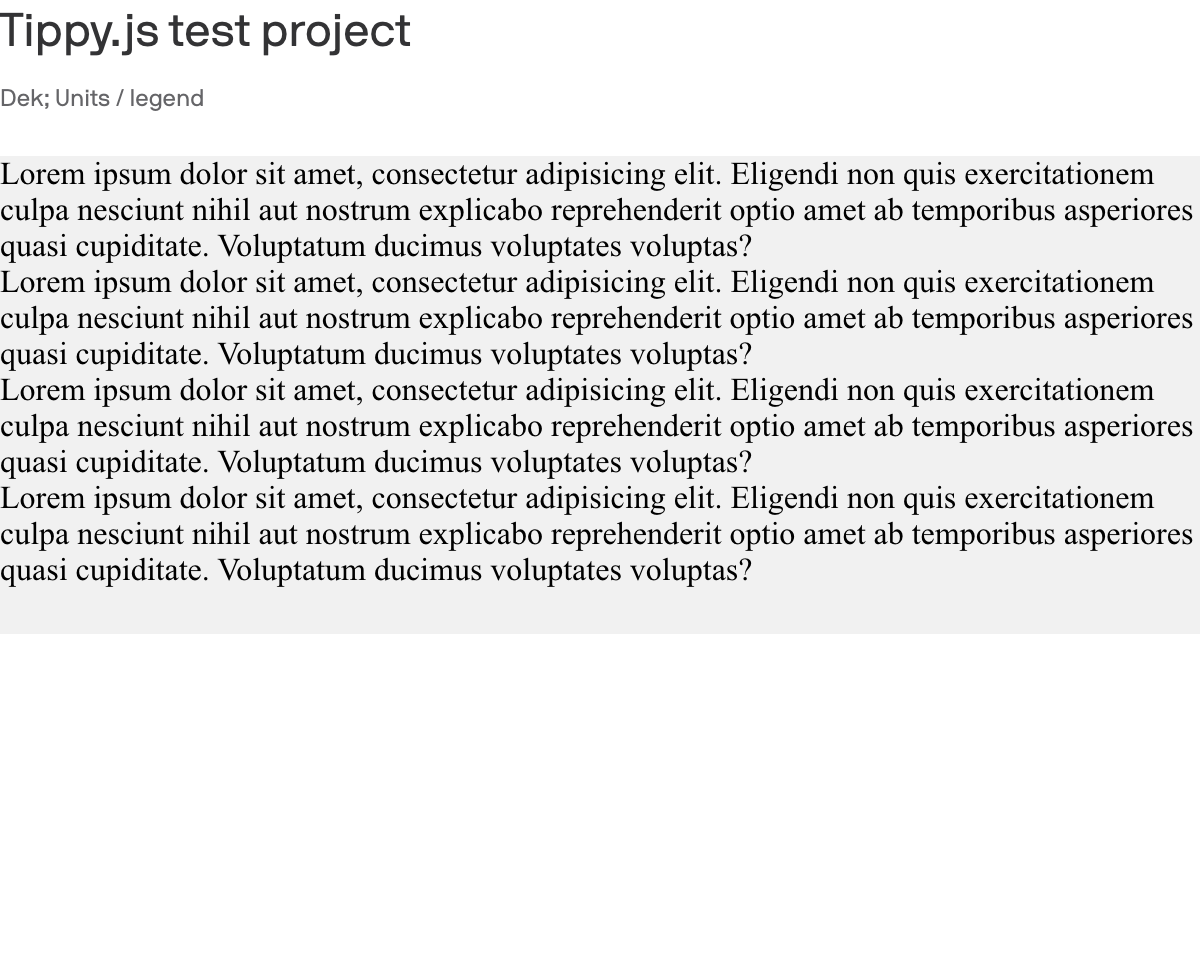 Tippy.js test project
Dek; Units / legend
Lorem ipsum dolor sit amet, consectetur adipisicing elit. Eligendi non quis exercitationem
culpa nesciunt nihil aut nostrum explicabo reprehenderit optio amet ab temporibus asperiores
quasi cupiditate. Voluptatum ducimus voluptates voluptas?
Lorem ipsum dolor sit amet, consectetur adipisicing elit. Eligendi non quis exercitationem
culpa nesciunt nihil aut nostrum explicabo reprehenderit optio amet ab temporibus asperiores
quasi cupiditate. Voluptatum ducimus voluptates voluptas?
Lorem ipsum dolor sit amet, consectetur adipisicing elit. Eligendi non quis exercitationem
culpa nesciunt nihil aut nostrum explicabo reprehenderit optio amet ab temporibus asperiores
quasi cupiditate. Voluptatum ducimus voluptates voluptas?
Lorem ipsum dolor sit amet, consectetur adipisicing elit. Eligendi non quis exercitationem
culpa nesciunt nihil aut nostrum explicabo reprehenderit optio amet ab temporibus asperiores
quasi cupiditate. Voluptatum ducimus voluptates voluptas?